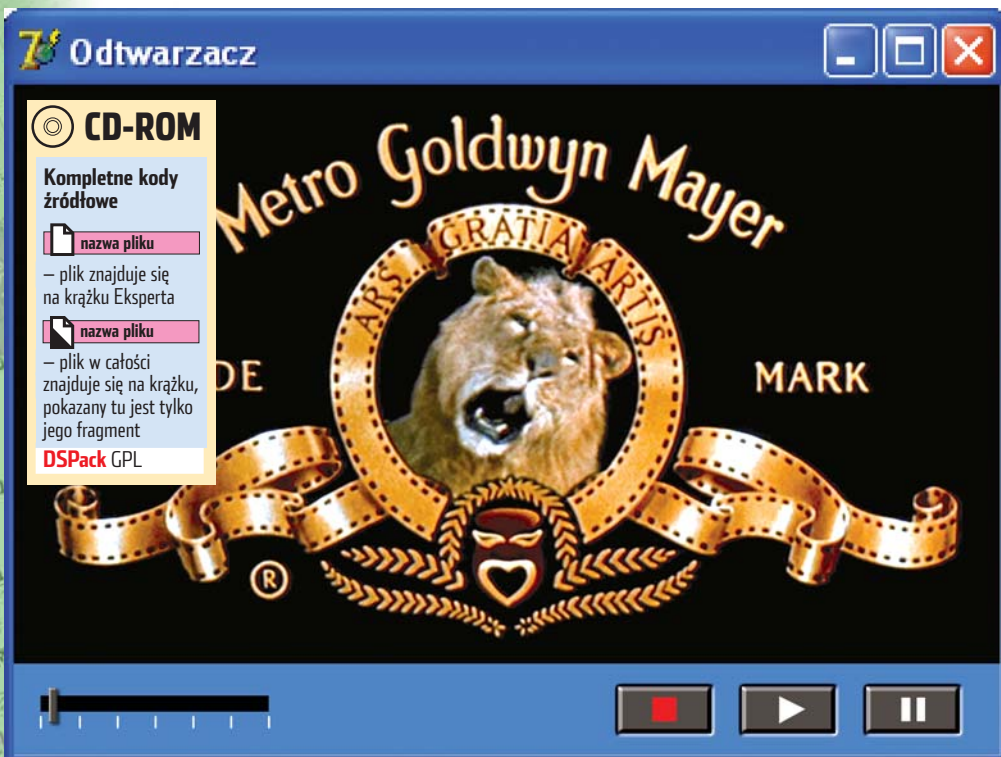 Odtwarzacz
CD-ROM
Kompletne kody
źródłowe
nazwa pliku
– plik znajduje się
na krążku Eksperta
nazwa pliku
– plik w całości
znajduje się na krążku,
pokazany tu jest tylko
jego fragment
DSPack GPL
Metro Goldwyn Mayer
ARS GRATIA ARTIS
DE
MARK
®